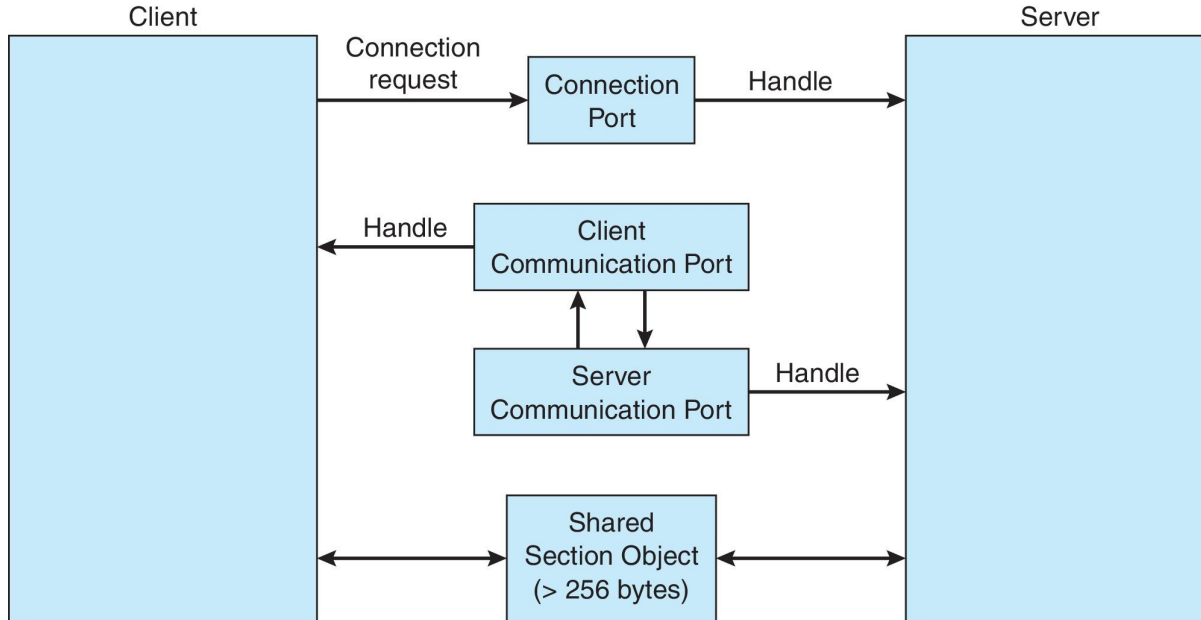 Client
Server
Connection
request
Connection
Port
Handle
Handle
Client
Communication Port
Server
Communication Port
Handle
Shared
Section Object
(> 256 bytes)